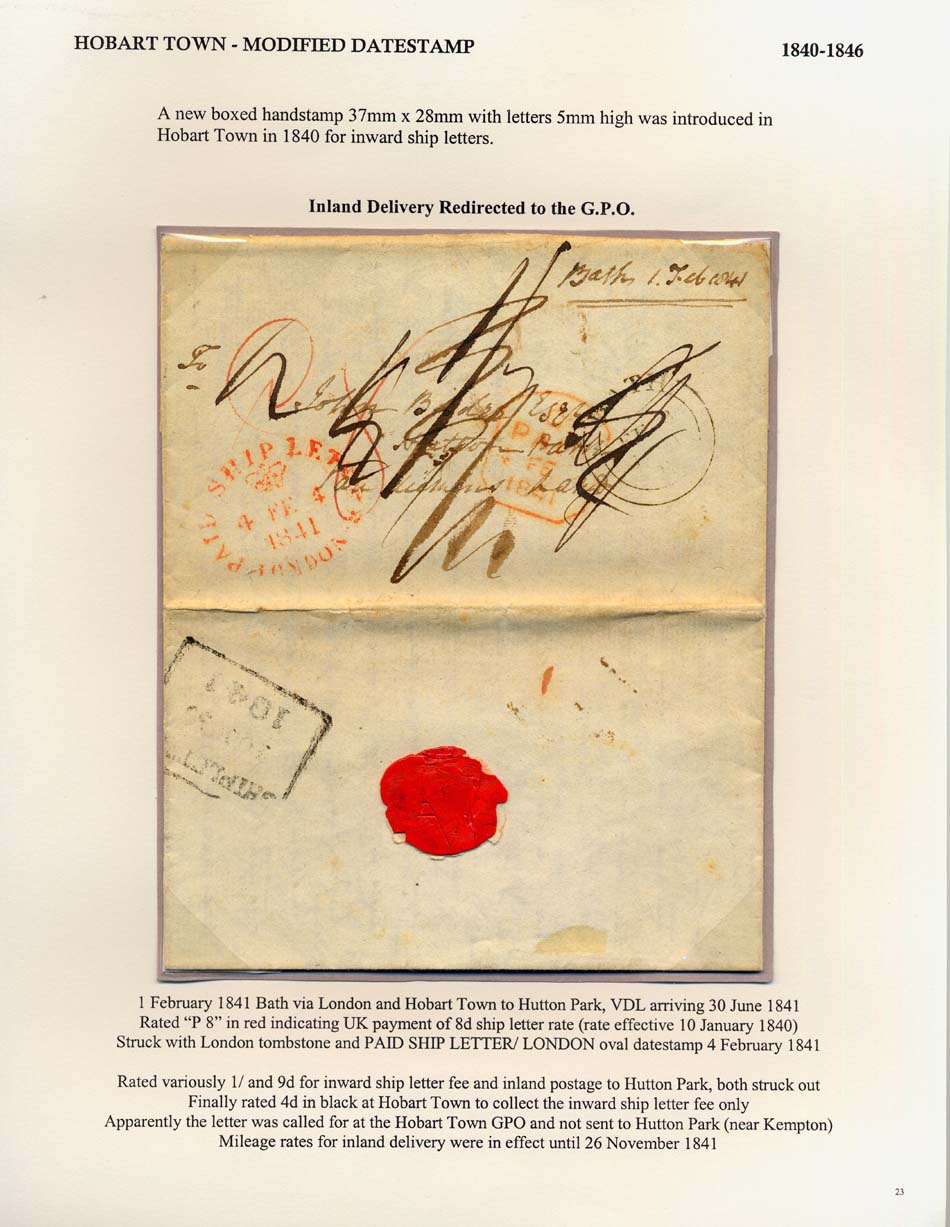 HOBART TOWN - MODIFIED DATESTAMP
1840-1846
A new boxed handstamp 37mm x 28mm with letters 5mm high was introduced in
Hobart Town in 1840 for inward ship letters.
Inland Delivery Redirected to the G.P.O.
Bath 1. Feb 1841
To
John Esq
Park
Van Diemens Land
PAID SHIP LETTER LONDON
4 FE 4
1841
PAID
4 FE
1841
1841
SHIP LET
1 February 1841 Bath via London and Hobart Town to Hutton Park, VDL arriving 30 June 1841
Rated “P 8” in red indicating UK payment of 8d ship letter rate (rate effective 10 January 1840)
Struck with London tombstone and PAID SHIP LETTER/ LONDON oval datestamp 4 February 1841
Rated variously 1/ and 9d for inward ship letter fee and inland postage to Hutton Park, both struck out
Finally rated 4d in black at Hobart Town to collect the inward ship letter fee only
Apparently the letter was called for at the Hobart Town GPO and not sent to Hutton Park (near Kempton)
Mileage rates for inland delivery were in effect until 26 November 1841
23